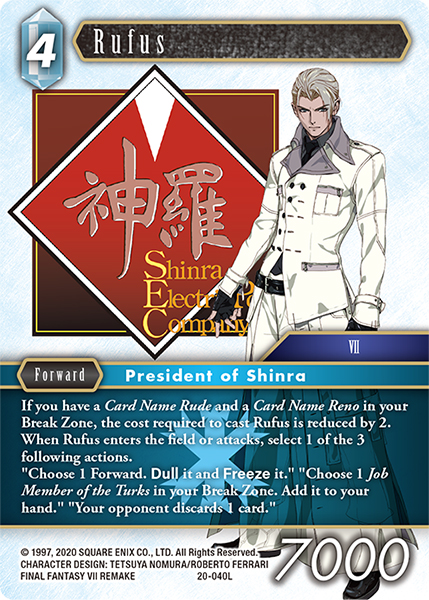 4
Rufus
神羅
Shinra
Electri
Company
VII
Forward
President of Shinra
If you have a Card Name Rude and a Card Name Reno in your
Break Zone, the cost required to cast Rufus is reduced by 2.
When Rufus enters the field or attacks, select 1 of the 3
following actions.
"Choose 1 Forward. Dull it and Freeze it." "Choose 1 Job
Member of the Turks in your Break Zone. Add it to your
hand." "Your opponent discards 1 card."
© 1997, 2020 SQUARE ENIX CO., LTD. All Rights Reserved.
CHARACTER DESIGN: TETSUYA NOMURA/ROBERTO FERRARI
FINAL FANTASY VII REMAKE
20-040L
7000